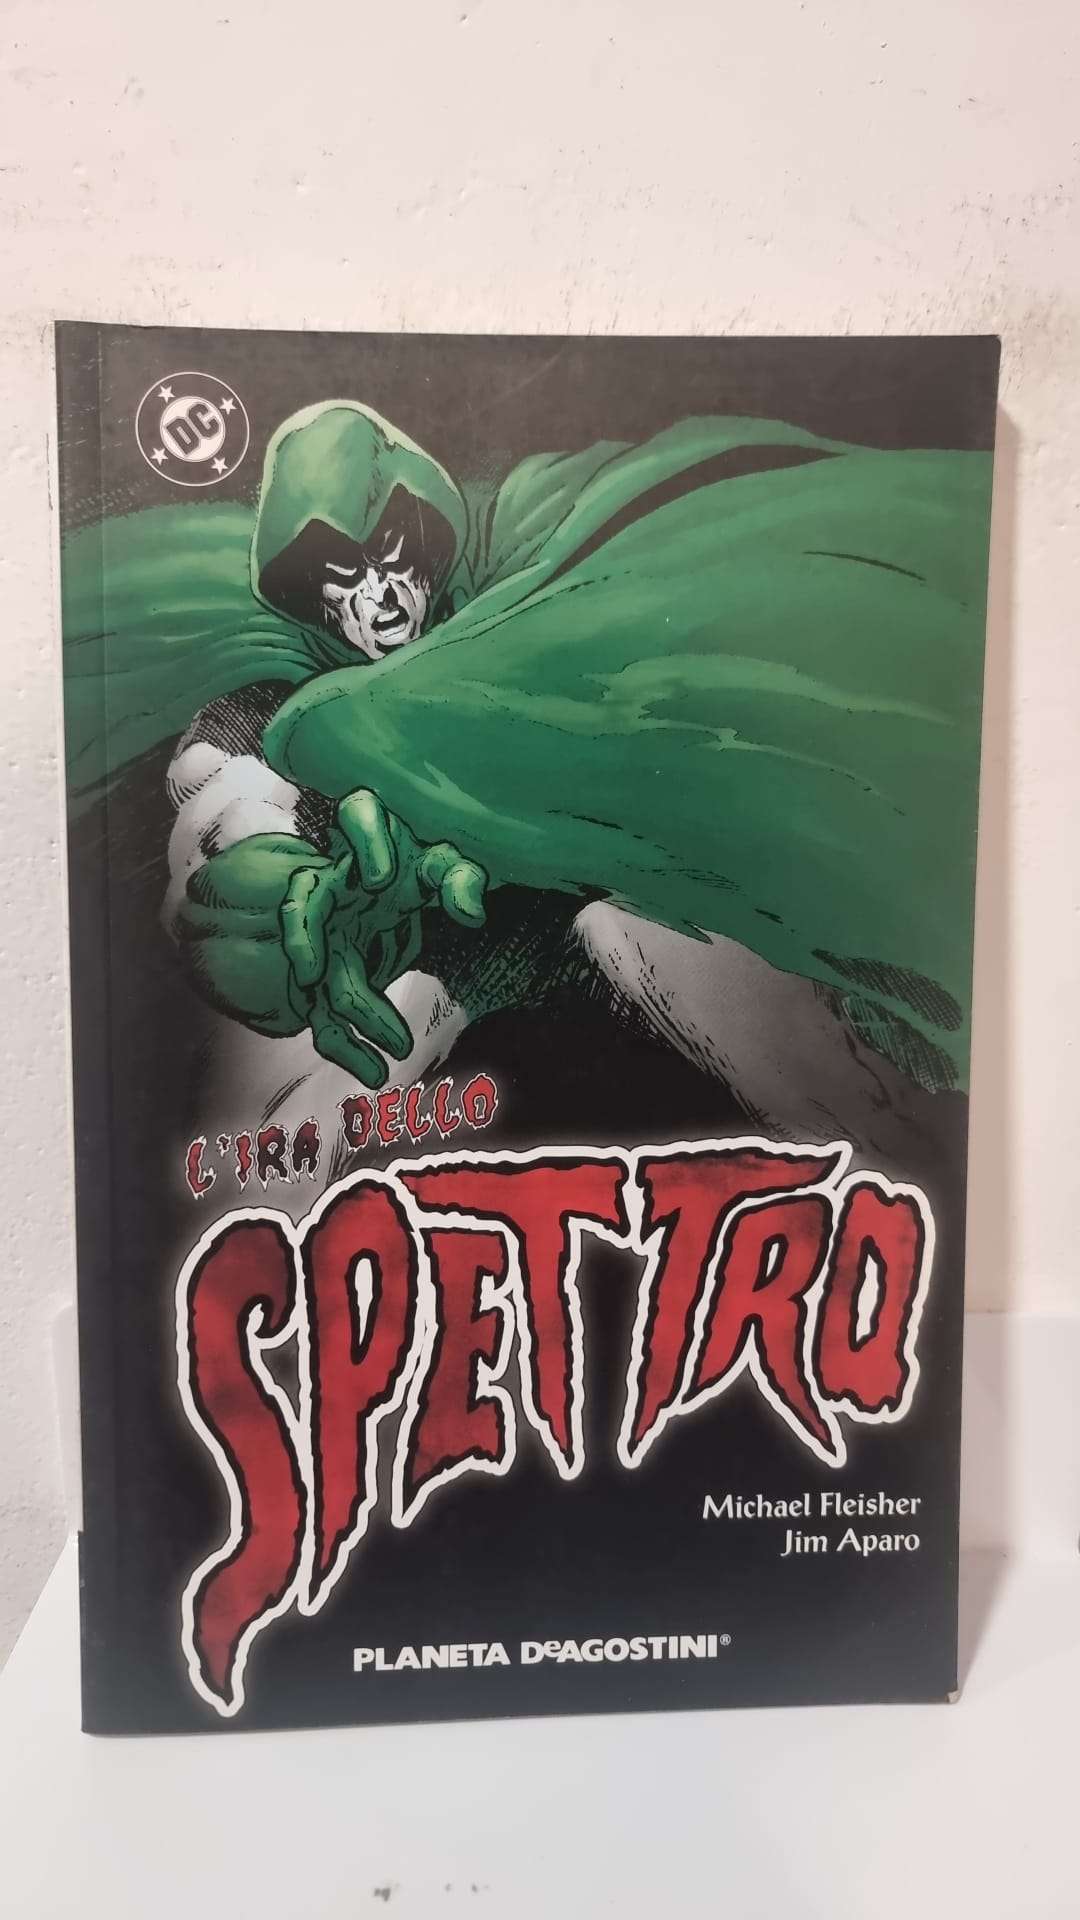 DC
L'IRA DELLO
SPETTRO
Michael Fleisher
Jim Aparo
PLANETA DeAGOSTINI®